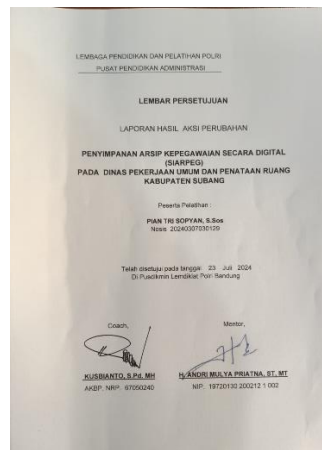 LEMBAGA PENDIDIKAN DAN PELATIHAN POLRI
PUSAT PENDIDIKAN ADMINISTRASI
LEMBAR PERSETUJUAN
LAPORAN HASIL AKSI PERUBAHAN
PENYIMPANAN ARSIP KEPEGAWAIAN SECARA DIGITAL
(SIARPEG)
PADA DINAS PEKERJAAN UMUM DAN PENATAAN RUANG
KABUPATEN SUBANG
Peserta Pelatihan :
PIAN TRI SOPYAN, S.Sos
Nosis 20240307030129
Telah disetujui pada tanggal 23 Juli 2024
Di Pusdikmin Lemdiklat Polri Bandung
Coach, Mentor,
KUSBIANTO, S.Pd, MH H. ANDRI MULYA PRIATNA, ST, MT
AKBP NRP 67050240 NIP. 19720130 200212 1 002